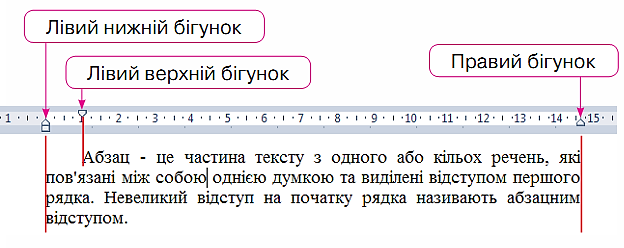 Лівий нижній бігунок
Лівий верхній бігунок
Правий бігунок
1 1 2 3 4 5 6 7 8 9 10 11 12 13 14 15
Абзац - це частина тексту з одного або кількох речень, які
пов'язані між собою однією думкою та виділені відступом першого
рядка. Невеликий відступ на початку рядка називають абзацним
відступом.